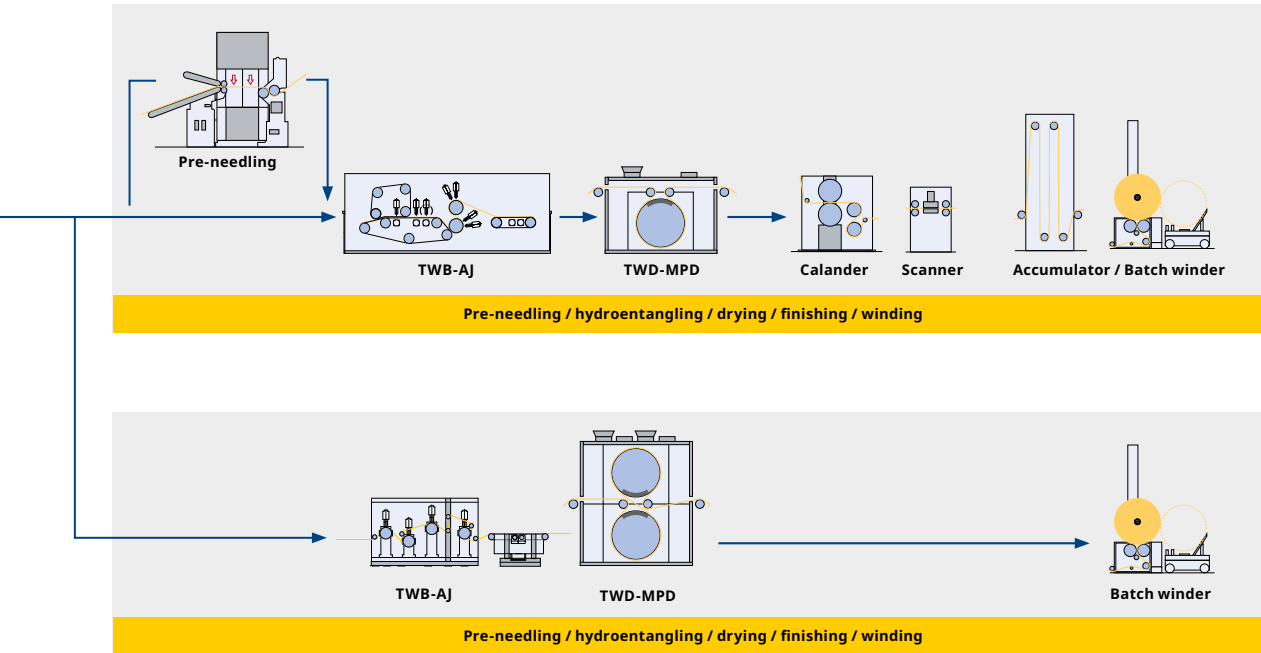 Pre-needling
TWB-AJ
TWD-MPD
Calander
Scanner
Accumulator / Batch winder
Pre-needling / hydroentangling / drying / finishing / winding
TWB-AJ
TWD-MPD
Batch winder
Pre-needling / hydroentangling / drying / finishing / winding